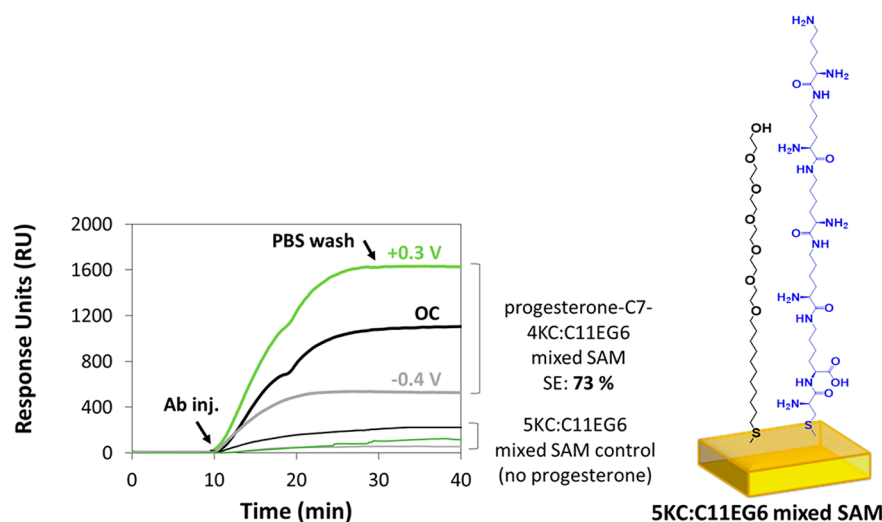 Response Units (RU)
2000
1600
1200
800
400
0
0
10
20
30
40
Time (min)
Ab inj.
PBS wash
+0.3 V
OC
-0.4 V
progesterone-C7-
4KC:C11EG6
mixed SAM
SE: 73 %
5KC:C11EG6
mixed SAM control
(no progesterone)
H2N
NH2
O
NH
OH
H2N
O
O
NH
O
O
NH2
O
NH
O
H2N
O
O
NH
O
O
HN
OH
O
H2N
S
S
5KC:C11EG6 mixed SAM